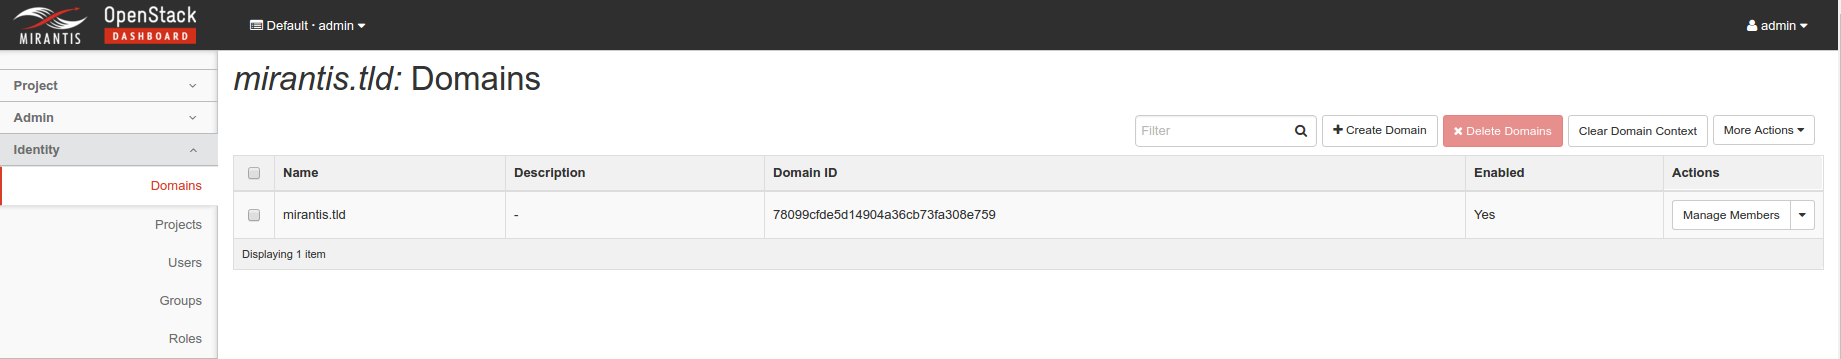 MIRANTIS
OpenStack
DASHBOARD
Default · admin
admin
Project
Admin
Identity
Domains
Projects
Users
Groups
Roles
mirantis.tld: Domains
Filter
Create Domain
Delete Domains
Clear Domain Context
More Actions
Name Description Domain ID Enabled Actions
mirantis.tld - 78099cfde5d14904a36cb73fa308e759 Yes Manage Members
Displaying 1 item